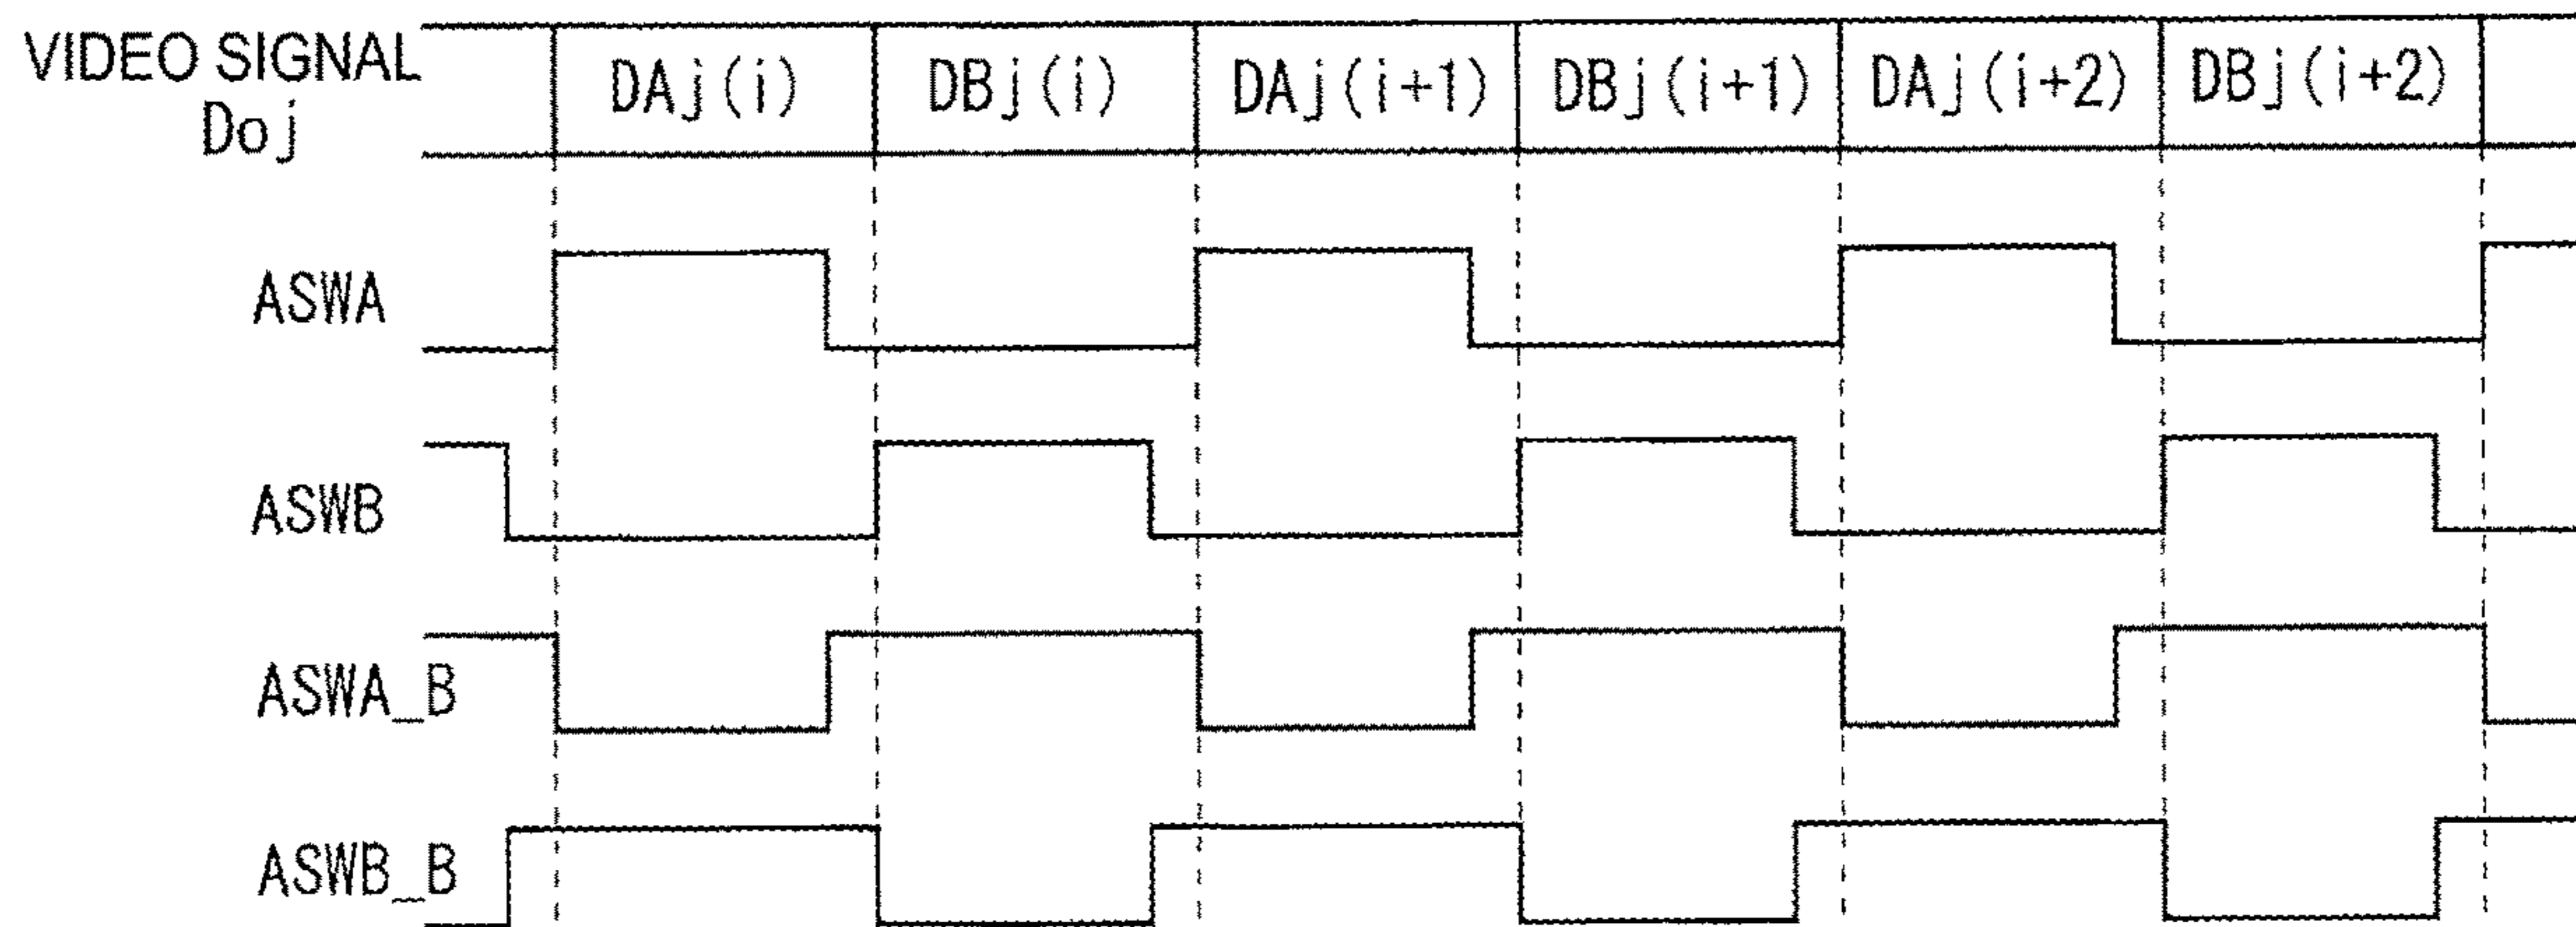 VIDEO SIGNAL
Doj
DAj(i) DBj(i) DAj(i+1) DBj(i+1) DAj(i+2) DBj(i+2)
ASWA
ASWB
ASWA_B
ASWB_B